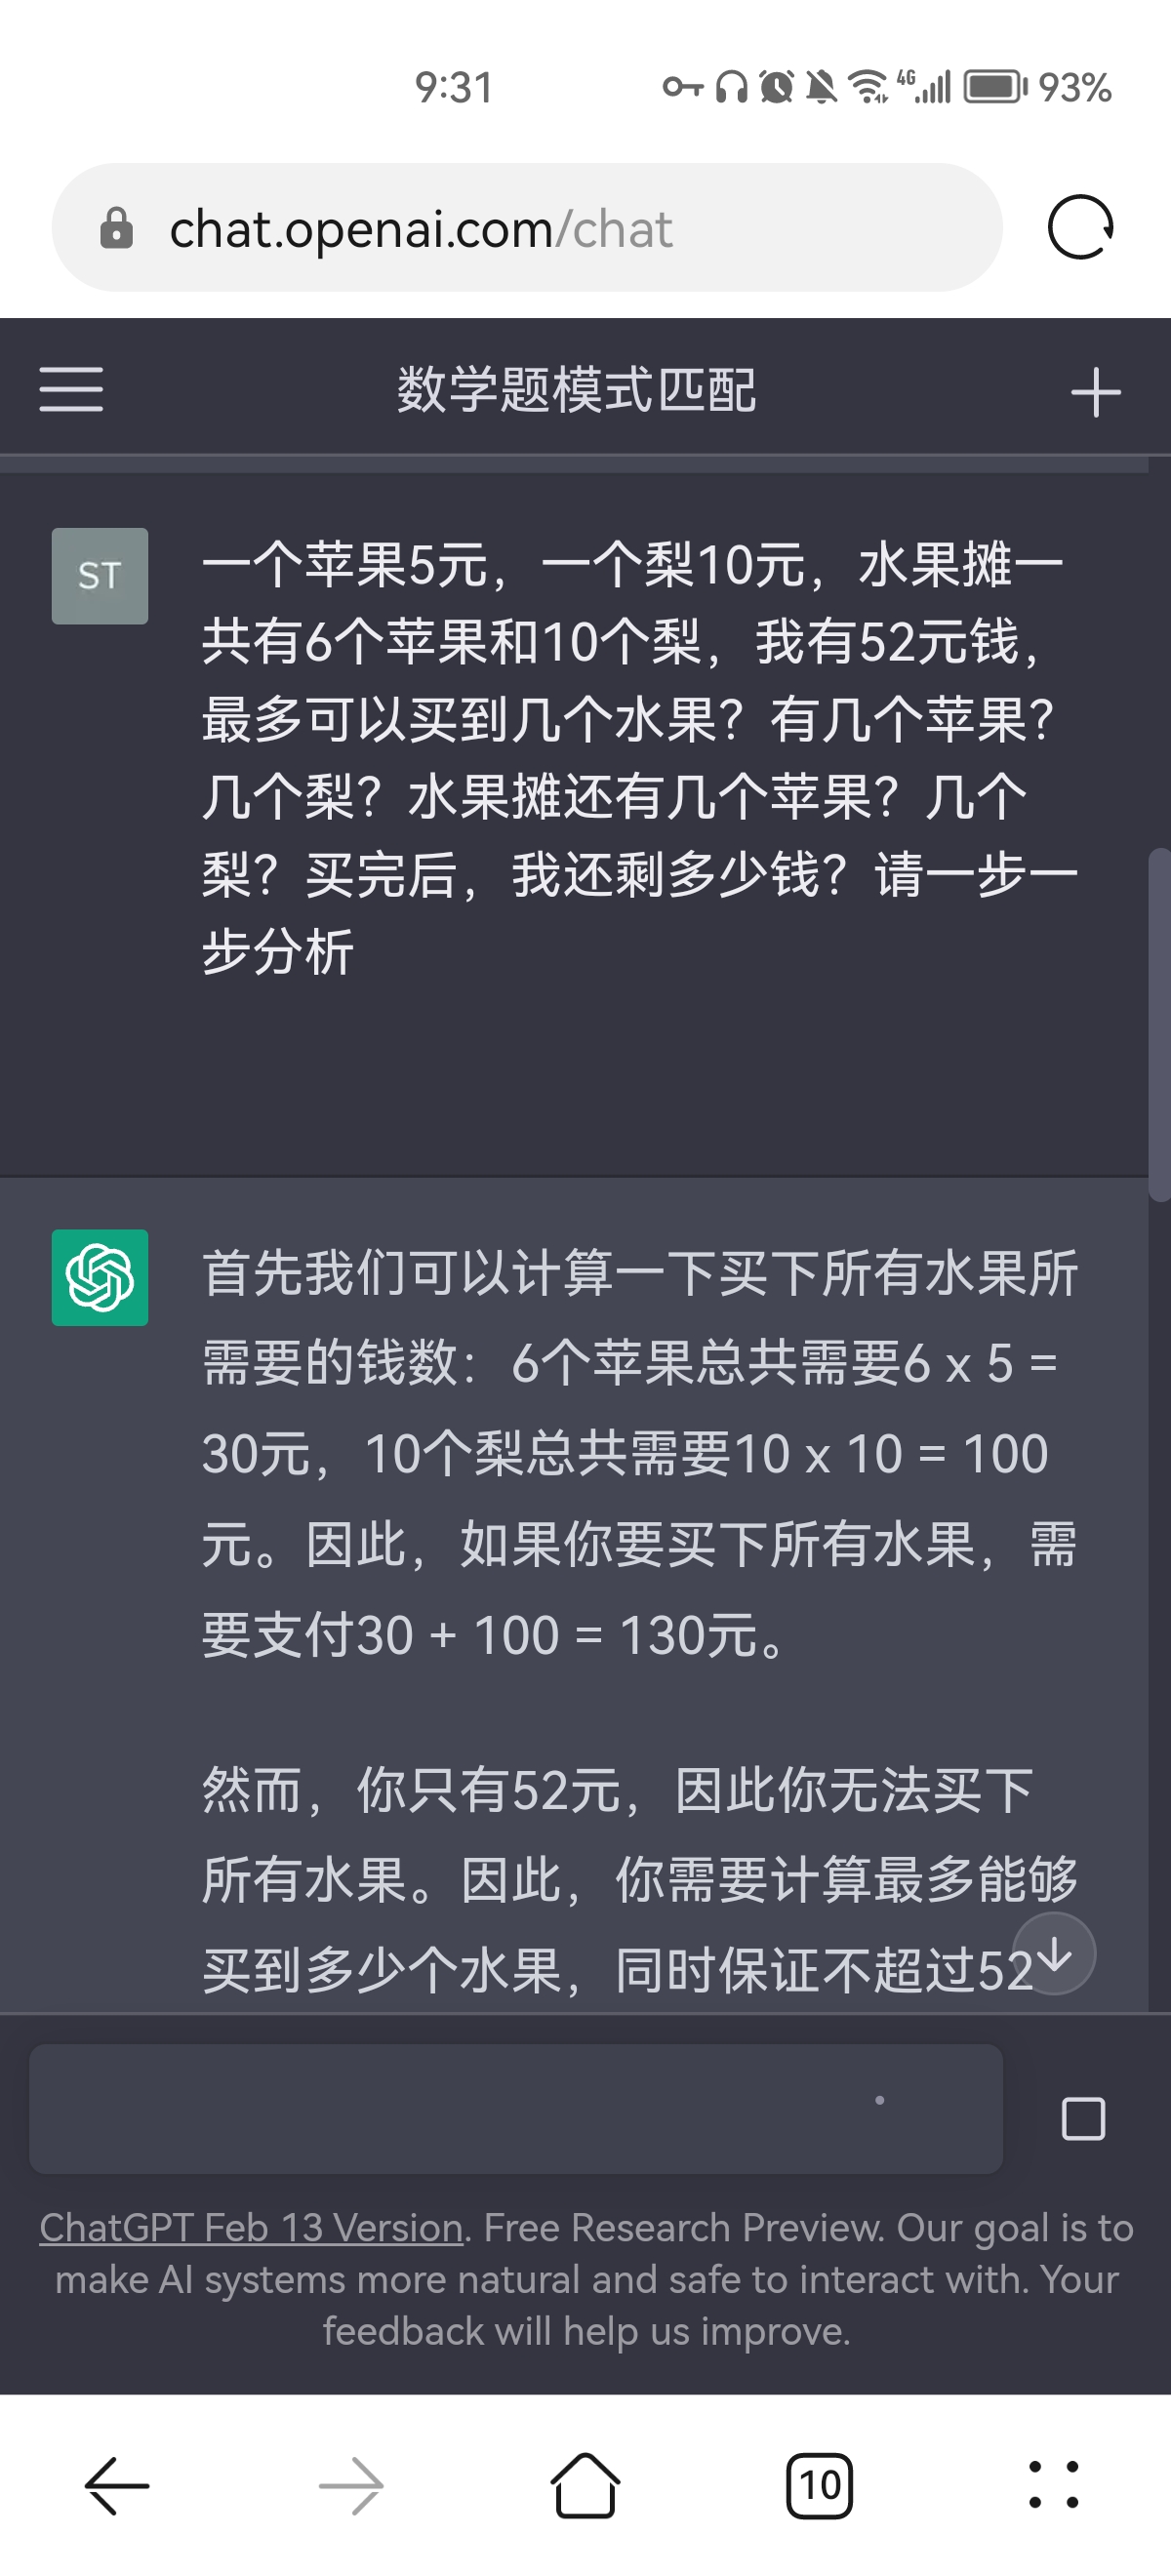 9:31
4G
93%
chat.openai.com/chat
数学题模式匹配
ST
一个苹果5元，一个梨10元，水果摊一
共有6个苹果和10个梨，我有52元钱，
最多可以买到几个水果？有几个苹果？
几个梨？水果摊还有几个苹果？几个
梨？买完后，我还剩多少钱？请一步一
步分析
首先我们可以计算一下买下所有水果所
需要的钱数：6个苹果总共需要6 x 5 =
30元，10个梨总共需要10 x 10 = 100
元。因此，如果你要买下所有水果，需
要支付30 + 100 = 130元。
然而，你只有52元，因此你无法买下
所有水果。因此，你需要计算最多能够
买到多少个水果，同时保证不超过52
ChatGPT Feb 13 Version. Free Research Preview. Our goal is to
make AI systems more natural and safe to interact with. Your
feedback will help us improve.
10